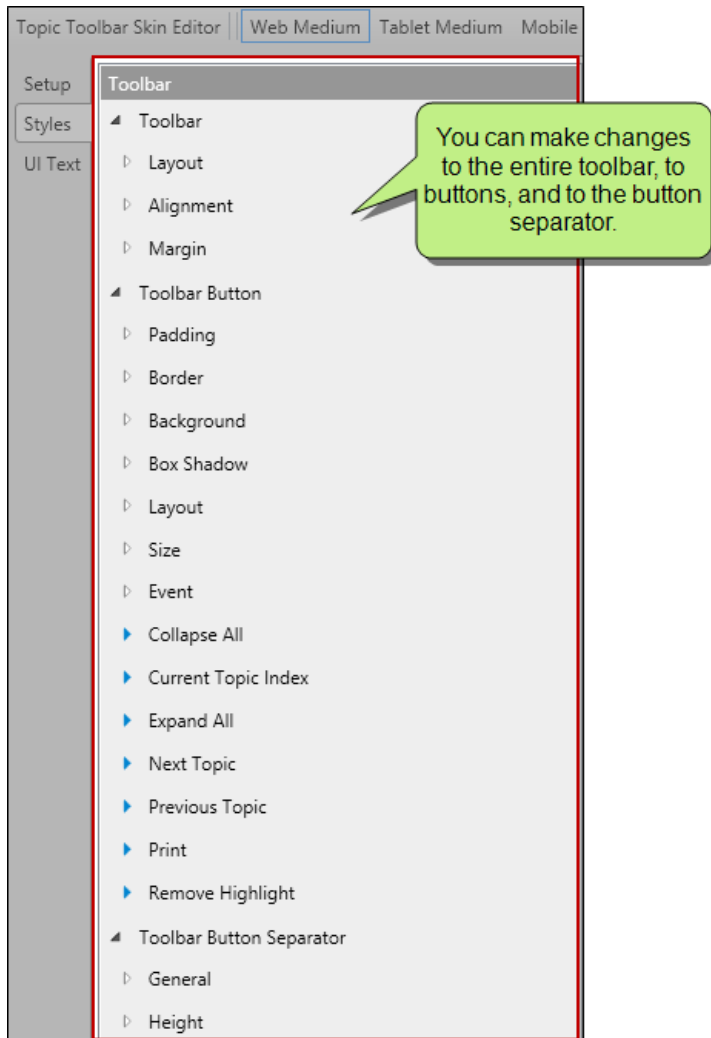 Topic Toolbar Skin Editor Web Medium Tablet Medium Mobile
Setup
Styles
UI Text
Toolbar
Toolbar
Layout
Alignment
Margin
Toolbar Button
Padding
Border
Background
Box Shadow
Layout
Size
Event
Collapse All
Current Topic Index
Expand All
Next Topic
Previous Topic
Print
Remove Highlight
Toolbar Button Separator
General
Height
You can make changes
to the entire toolbar, to
buttons, and to the button
separator.